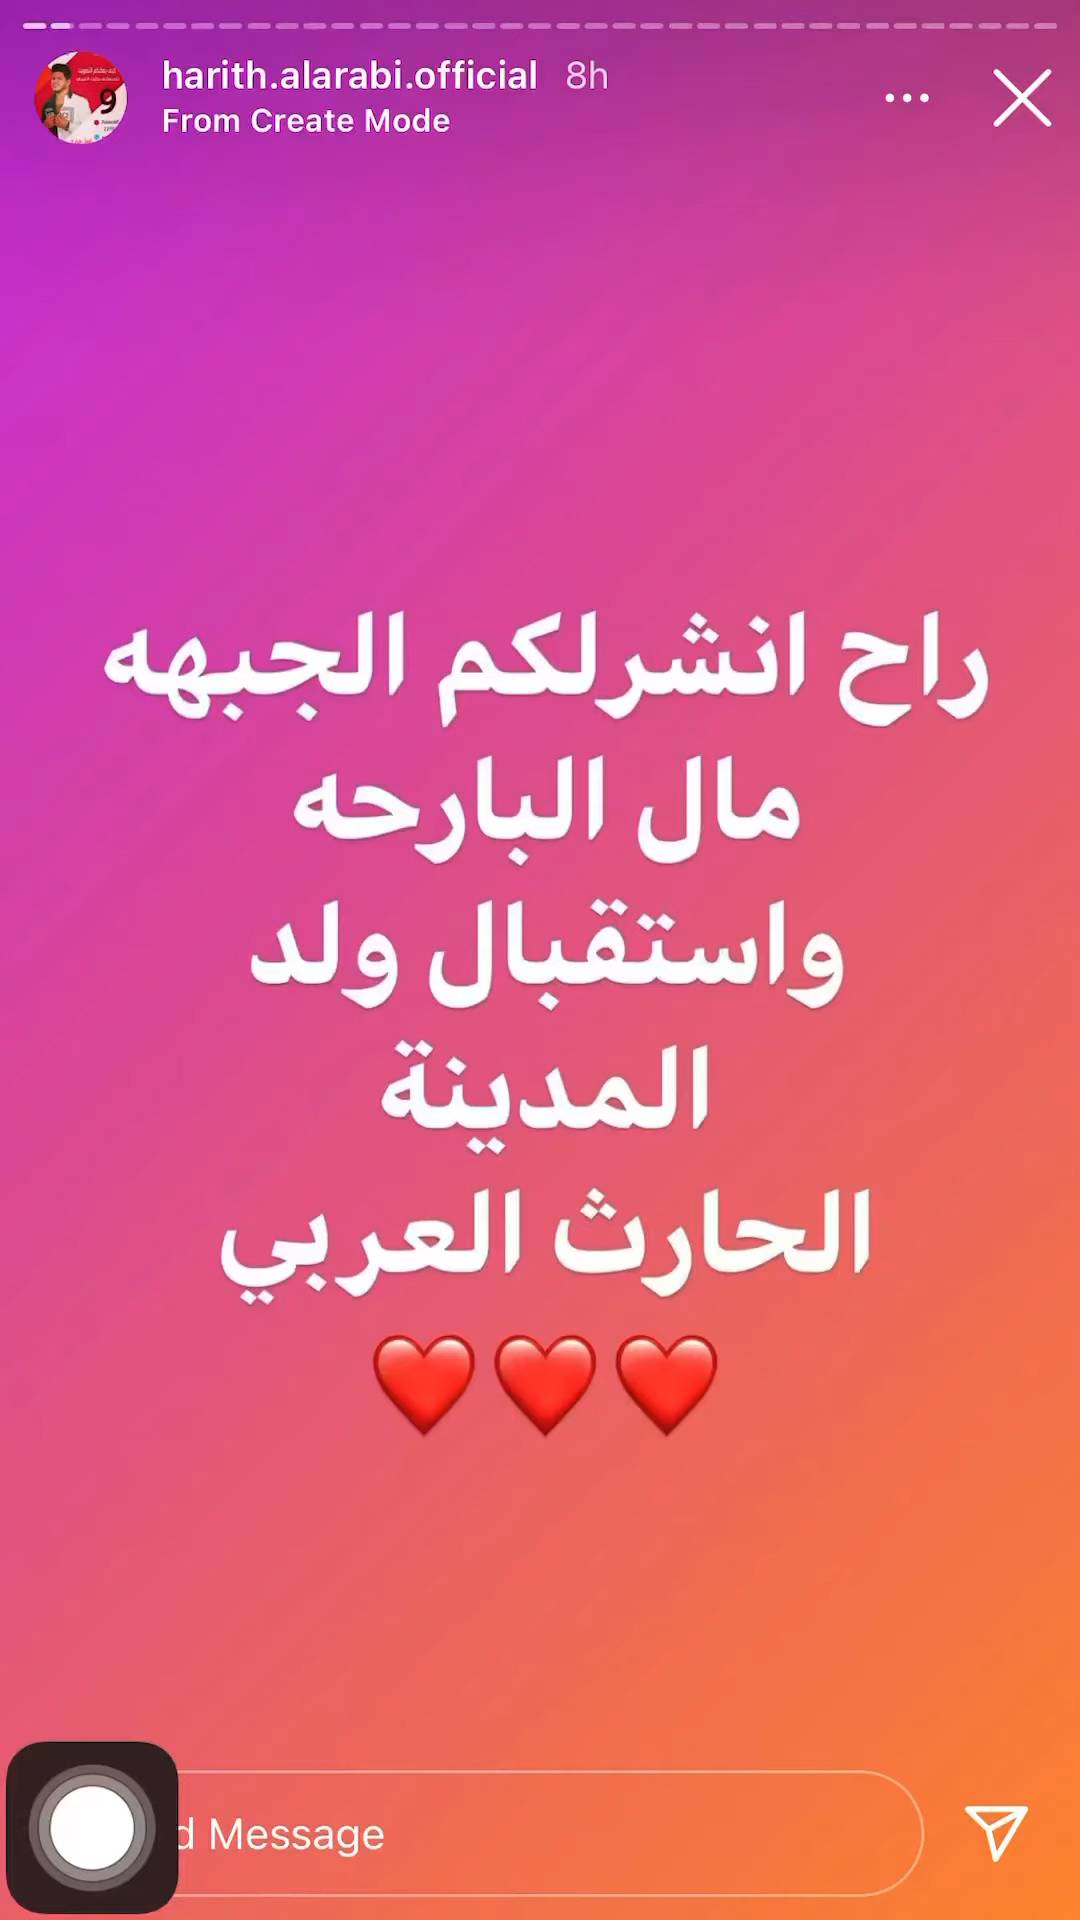 harith.alarabi.official 8h
From Create Mode
راح انشرلكم الجبهه
مال البارحه
واستقبال ولد
المدينة
الحارث العربي
❤️❤️❤️
d Message